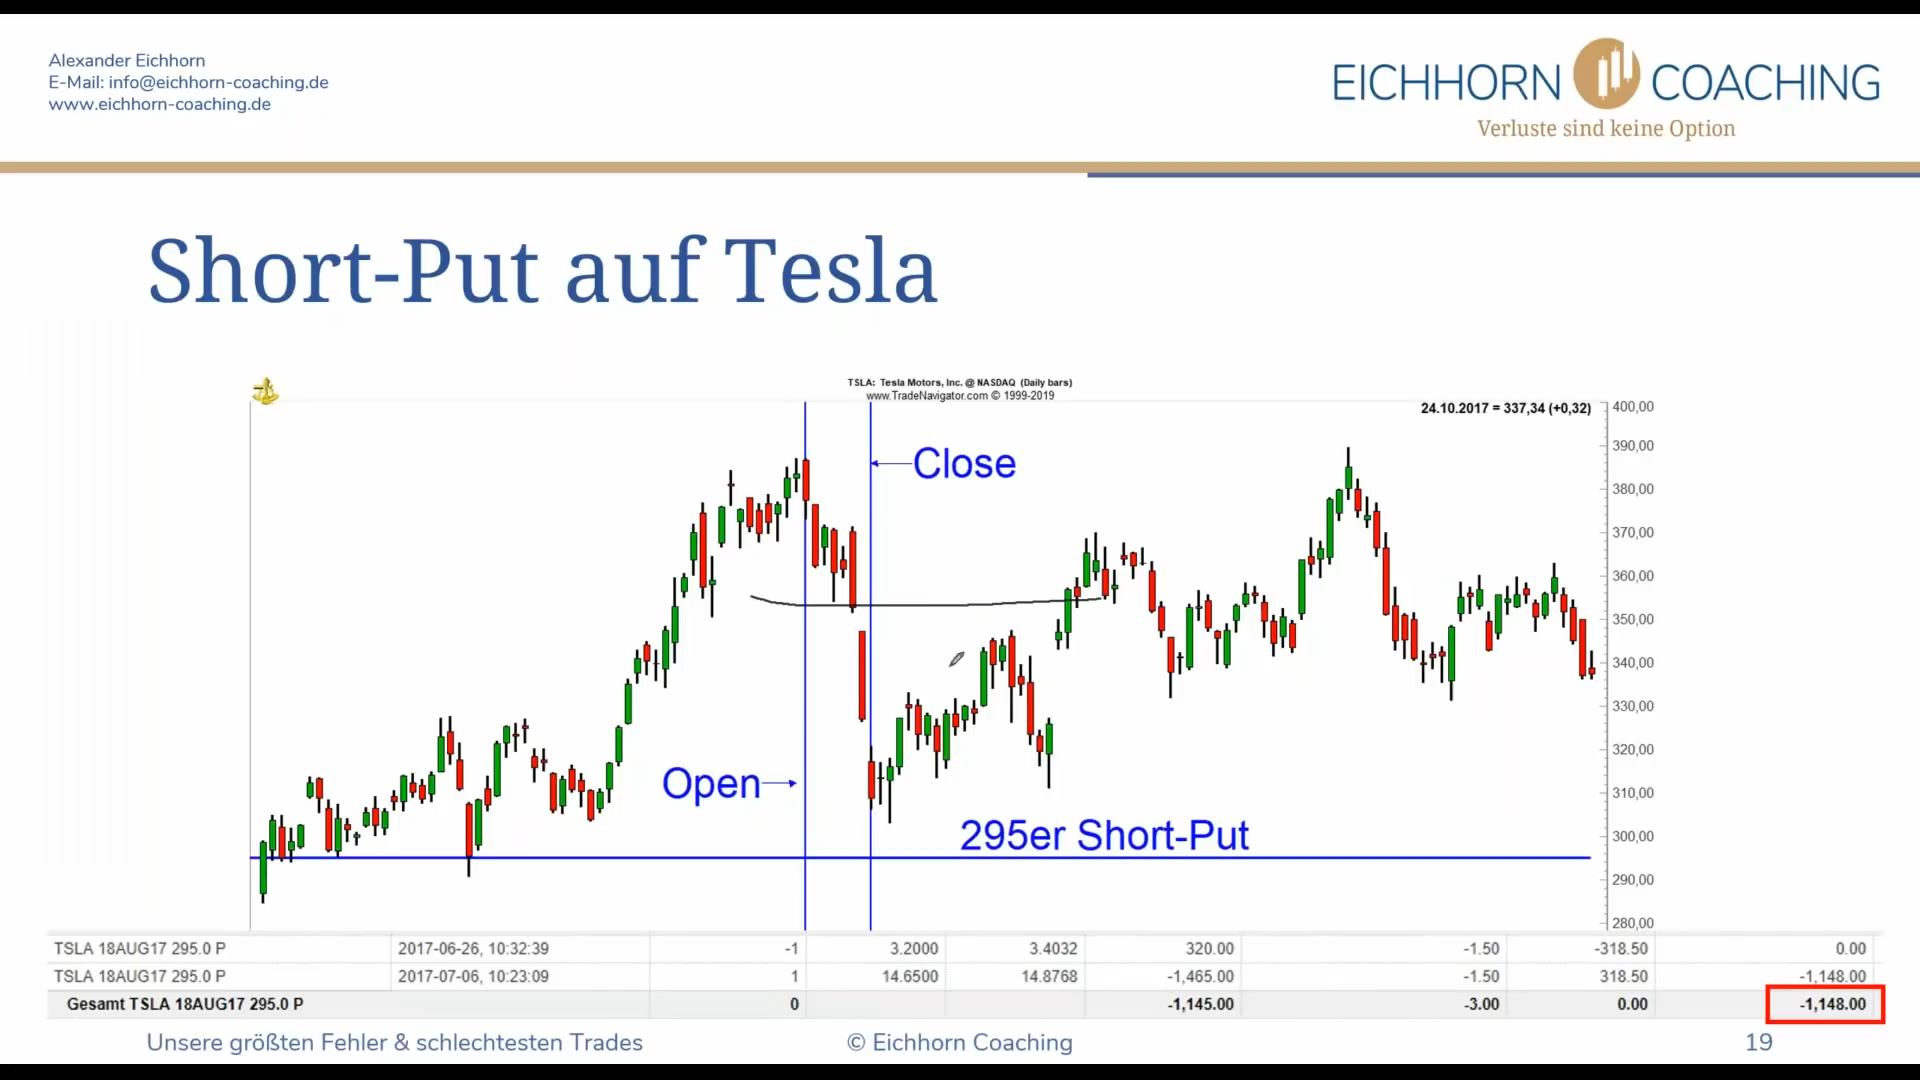 Alexander Eichhorn
E-Mail: info@eichhorn-coaching.de
www.eichhorn-coaching.de
EICHHORN COACHING
Verluste sind keine Option
Short-Put auf Tesla
TSLA: Tesla Motors, Inc. @ NASDAQ (Daily bars)
www.TradeNavigator.com © 1999-2019
24.10.2017 = 337,34 (+0,32)
400,00
390,00
380,00
370,00
360,00
350,00
340,00
330,00
320,00
310,00
300,00
290,00
280,00
Close
Open
295er Short-Put
TSLA 18AUG17 295.0 P 2017-06-26, 10:32:39 -1 3.2000 3.4032 320.00 -1.50 -318.50 0.00
TSLA 18AUG17 295.0 P 2017-07-06, 10:23:09 1 14.6500 14.8768 -1,465.00 -1.50 318.50 -1,148.00
Gesamt TSLA 18AUG17 295.0 P 0 -1,145.00 -3.00 0.00 -1,148.00
Unsere größten Fehler & schlechtesten Trades © Eichhorn Coaching 19